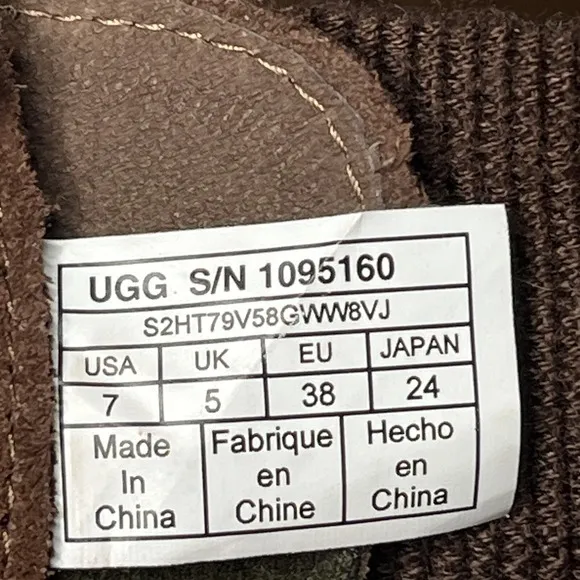 UGG S/N 1095160
S2HT79V58GWW8VJ
USA UK EU JAPAN
7 5 38 24
Made Fabrique Hecho
In en en
China Chine China